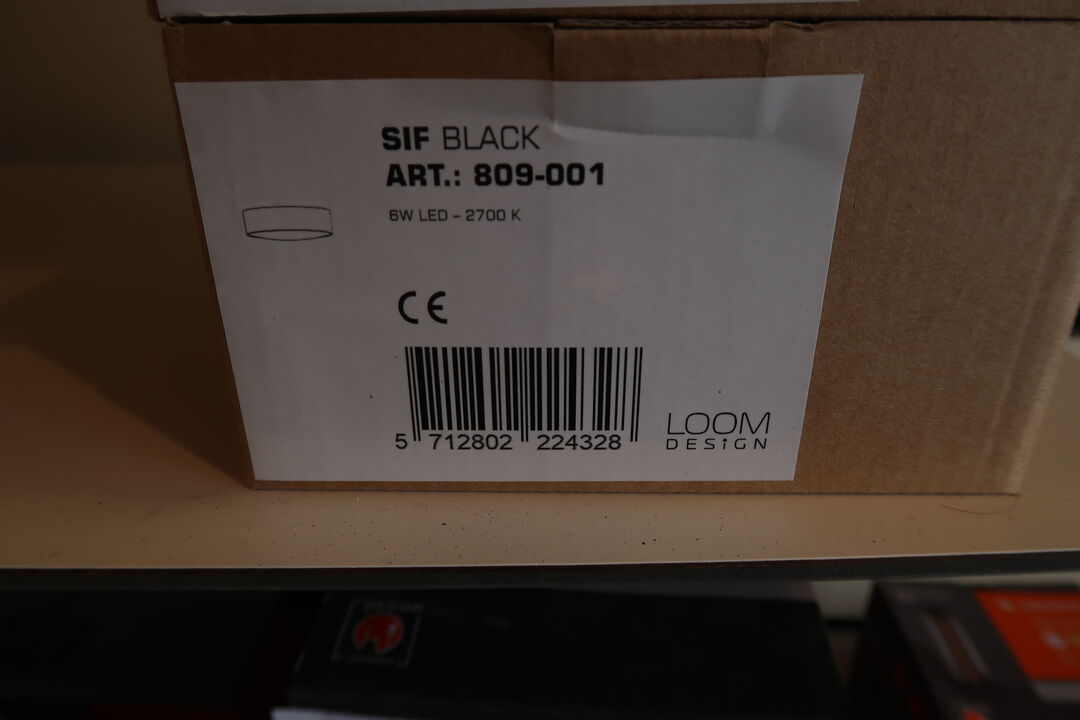 SIF BLACK
ART.: 809-001
6W LED - 2700 K
CE
5 712802 224328
LOOM
DESIGN